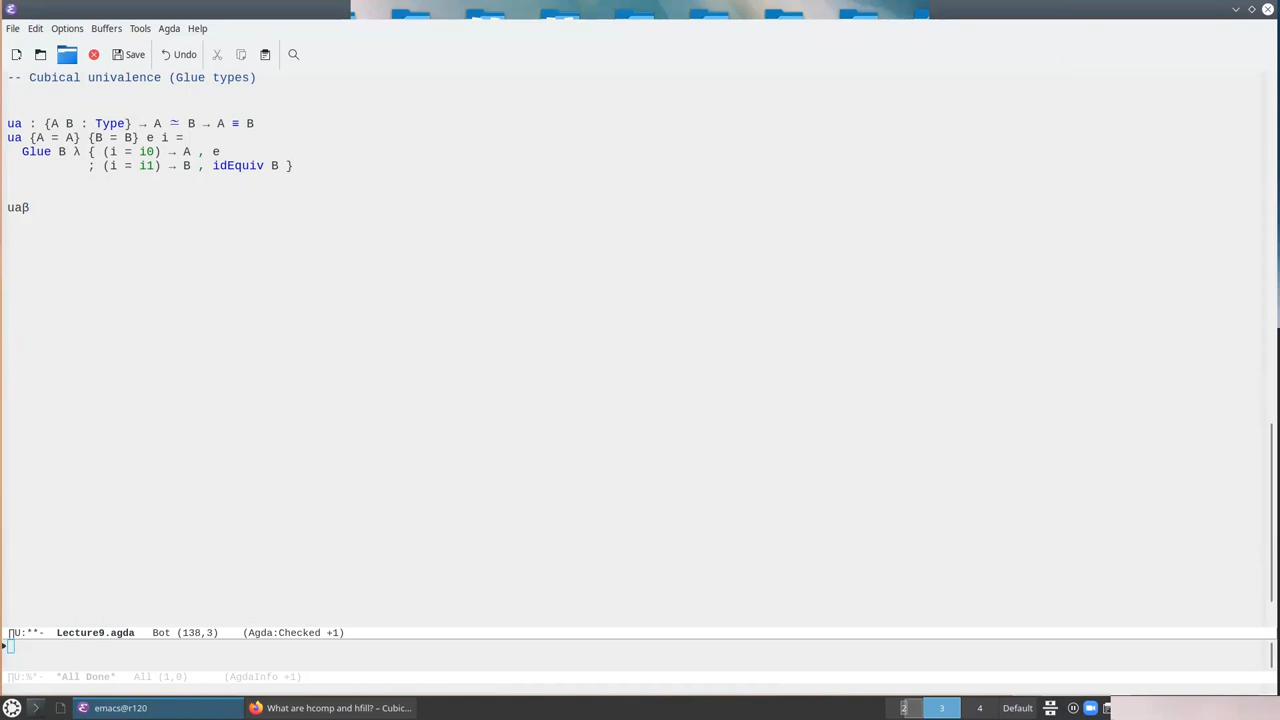 File Edit Options Buffers Tools Agda Help
Save Undo
-- Cubical univalence (Glue types)
ua : {A B : Type} → A ≃ B → A ≡ B
ua {A = A} {B = B} e i =
Glue B λ { (i = i0) → A , e
; (i = i1) → B , idEquiv B }
uaβ
∏U:**- Lecture9.agda Bot (138,3) (Agda:Checked +1)
∏U:%*- *All Done* All (1,0) (AgdaInfo +1)
emacs@r120 What are hcomp and hfill? – Cubic... 2 3 4 Default